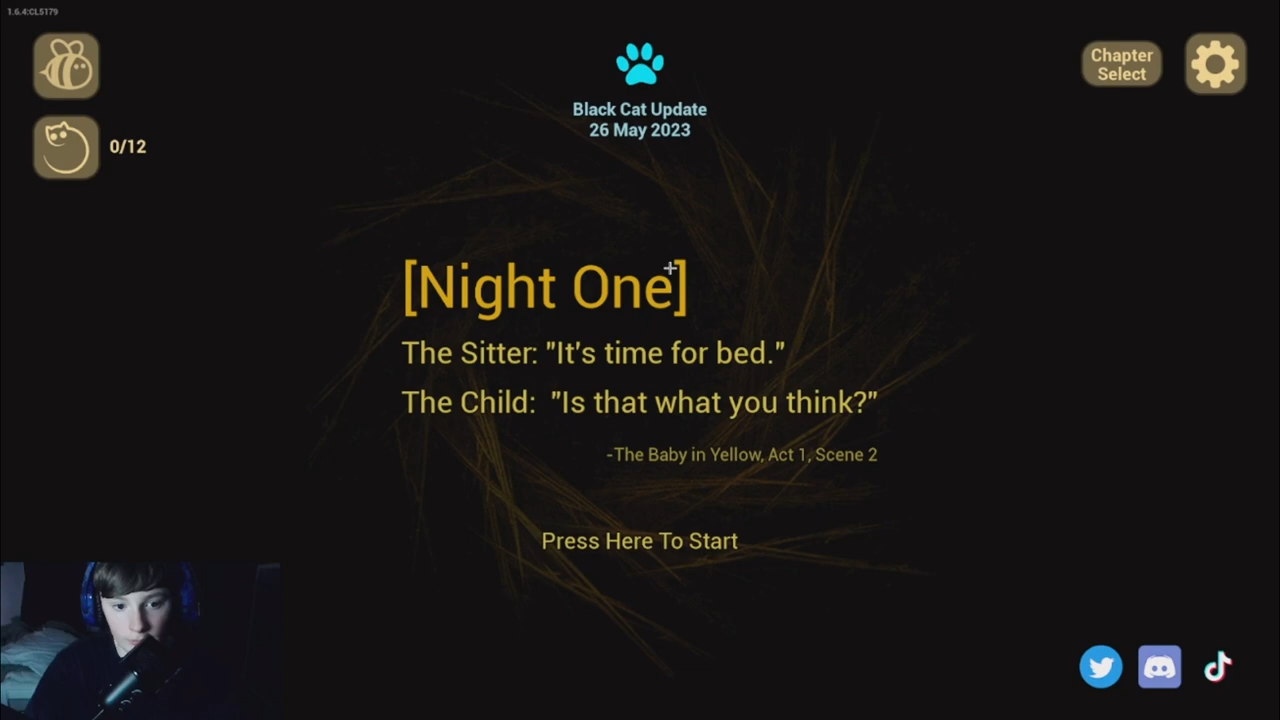 1.6.4:CL5179
Chapter
Select
Black Cat Update
26 May 2023
0/12
[Night One]
The Sitter: "It's time for bed."
The Child: "Is that what you think?"
-The Baby in Yellow, Act 1, Scene 2
Press Here To Start